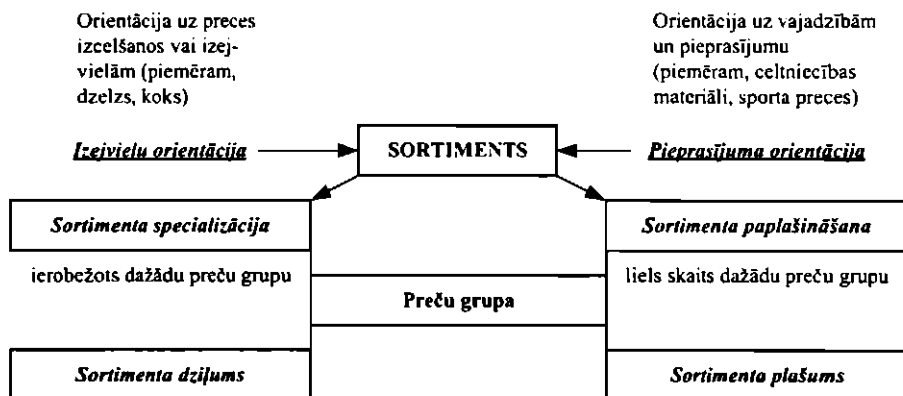 Orientācija uz preces
izcelšanos vai izej-
vielām (piemēram,
dzelzs, koks)
Orientācija uz vajadzībām
un pieprasījumu
(piemēram, celtniecības
materiāli, sporta preces)
Izejvielu orientācija
SORTIMENTS
Pieprasījuma orientācija
Sortimenta specializācija
Sortimenta paplašināšana
ierobežots dažādu preču grupu
liels skaits dažādu preču grupu
Preču grupa
Sortimenta dziļums
Sortimenta plašums